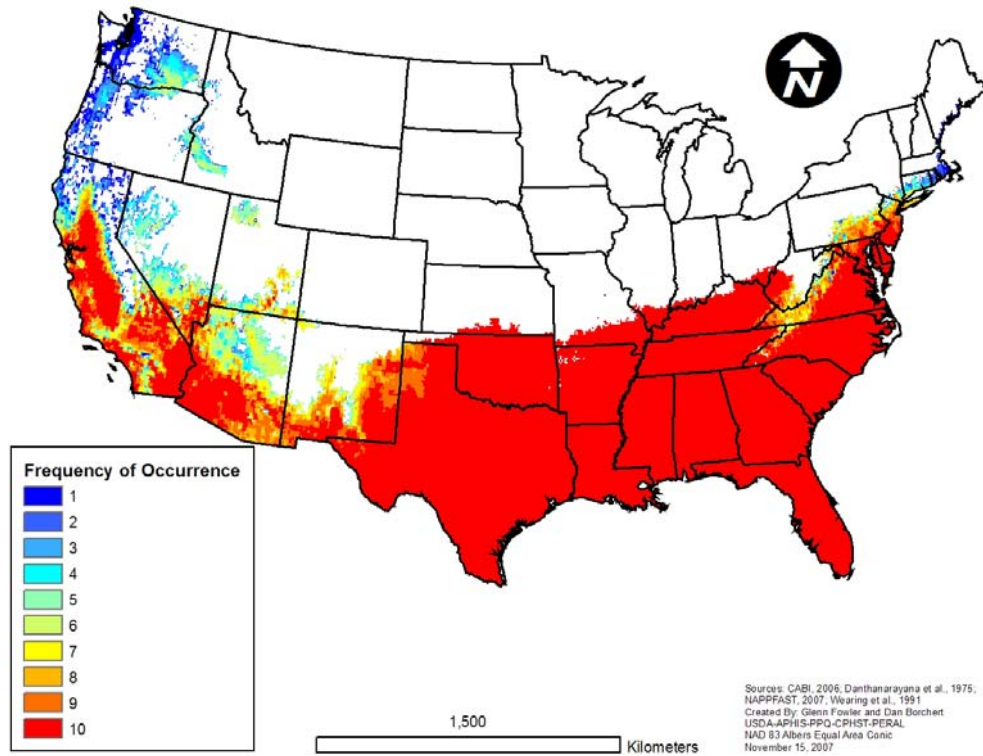 N
Frequency of Occurrence
1
2
3
4
5
6
7
8
9
10
1,500
Kilometers
Sources: CABI, 2006; Danthanarayana et al., 1975;
NAPPFAST, 2007; Wearing et al., 1991
Created By: Glenn Fowler and Dan Borchert
USDA-APHIS-PPQ-CPHST-PERAL
NAD 83 Albers Equal Area Conic
November 15, 2007